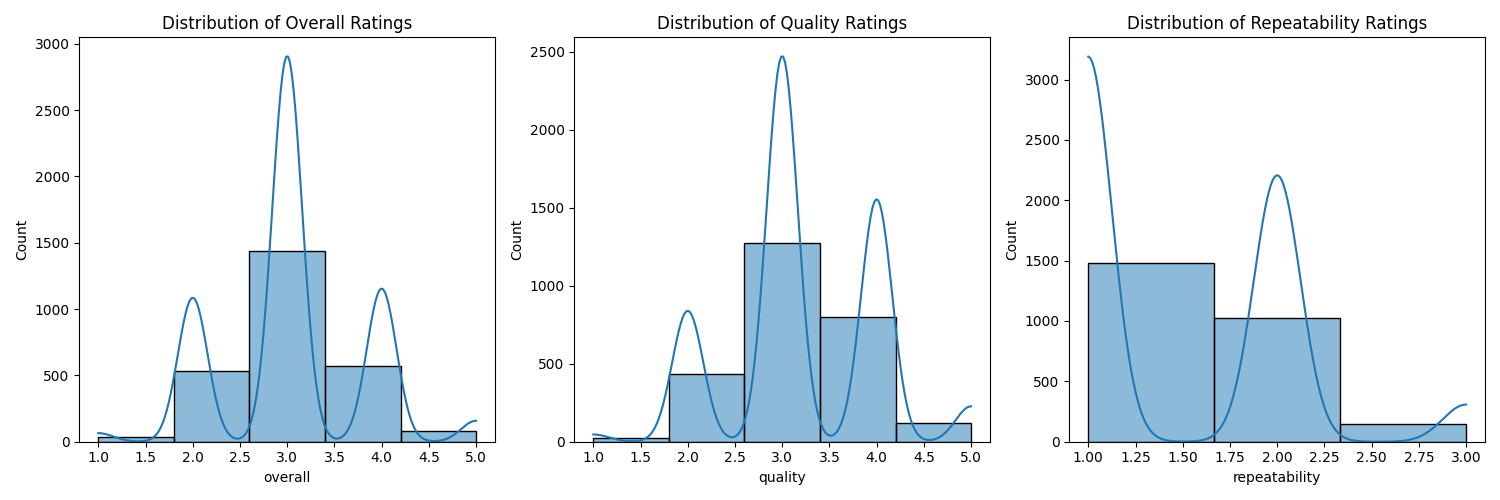 Distribution of Overall Ratings
3000
2500
2000
1500
1000
500
0
Count
1.0 1.5 2.0 2.5 3.0 3.5 4.0 4.5 5.0
overall
Distribution of Quality Ratings
2500
2000
1500
1000
500
0
Count
1.0 1.5 2.0 2.5 3.0 3.5 4.0 4.5 5.0
quality
Distribution of Repeatability Ratings
3000
2500
2000
1500
1000
500
0
Count
1.00 1.25 1.50 1.75 2.00 2.25 2.50 2.75 3.00
repeatability